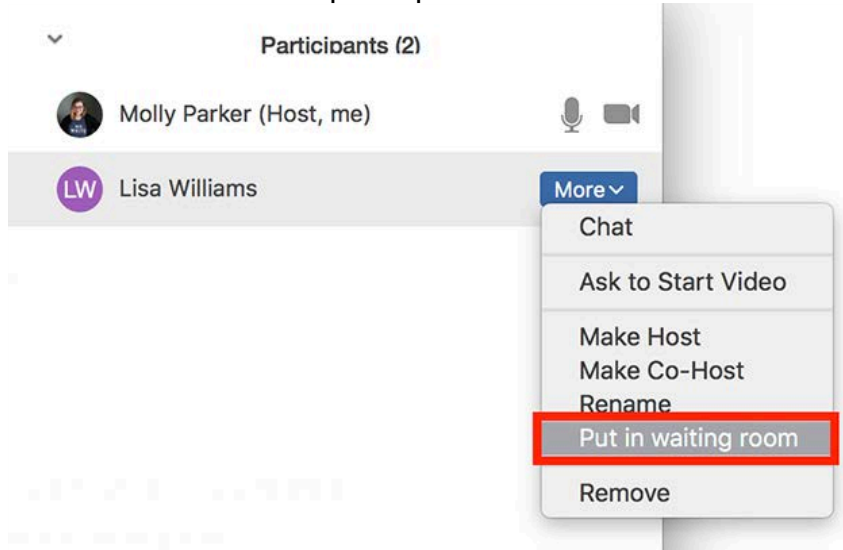 Participants (2)
Molly Parker (Host, me)
LW Lisa Williams More
Chat
Ask to Start Video
Make Host
Make Co-Host
Rename
Put in waiting room
Remove